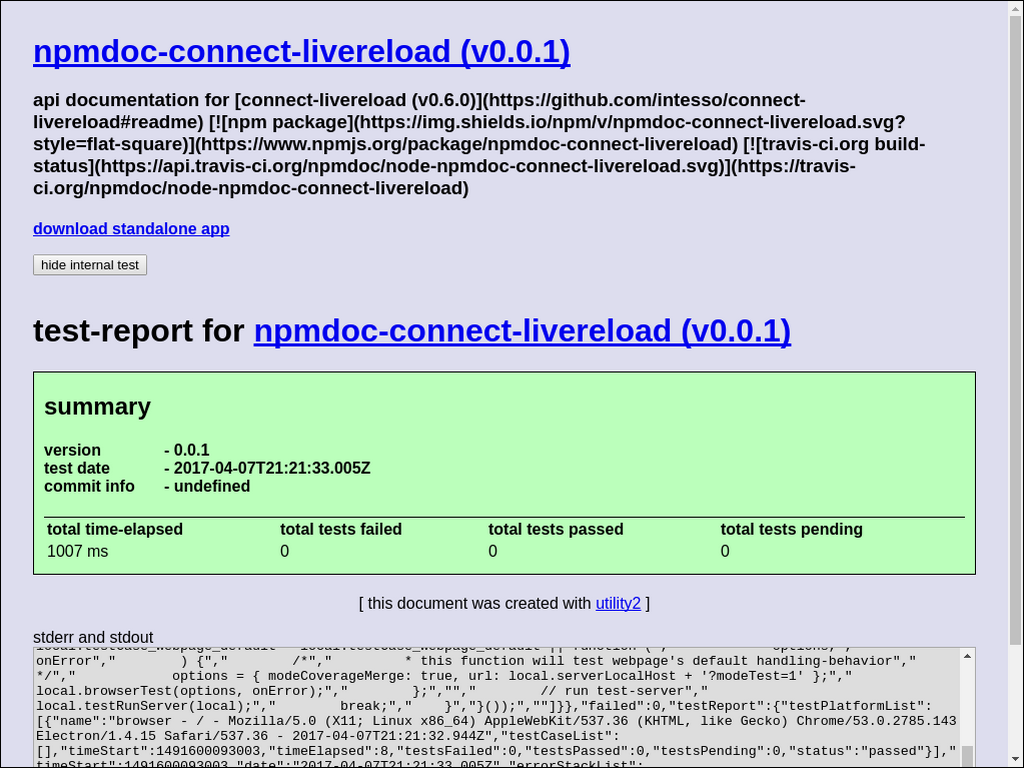 npmdoc-connect-livereload (v0.0.1)
api documentation for [connect-livereload (v0.6.0)](https://github.com/intesso/connect-
livereload#readme) [![npm package](https://img.shields.io/npm/v/npmdoc-connect-livereload.svg?
style=flat-square)](https://www.npmjs.org/package/npmdoc-connect-livereload) [![travis-ci.org build-
status](https://api.travis-ci.org/npmdoc/node-npmdoc-connect-livereload.svg)](https://travis-
ci.org/npmdoc/node-npmdoc-connect-livereload)
download standalone app
hide internal test
test-report for npmdoc-connect-livereload (v0.0.1)
summary
version - 0.0.1
test date - 2017-04-07T21:21:33.005Z
commit info - undefined
total time-elapsed total tests failed total tests passed total tests pending
1007 ms 0 0 0
[ this document was created with utility2 ]
stderr and stdout
onError","        ) {","        /*","         * this function will test webpage's default handling-behavior","
*/","         options = { modeCoverageMerge: true, url: local.serverLocalHost + '?modeTest=1' };","
local.browserTest(options, onError);","        };","","        // run test-server","
local.testRunServer(local);","        break;","    }","}());",""]}},"failed":0,"testReport":{"testPlatformList":
[{"name":"browser - / - Mozilla/5.0 (X11; Linux x86_64) AppleWebKit/537.36 (KHTML, like Gecko) Chrome/53.0.2785.143
Electron/1.4.15 Safari/537.36 - 2017-04-07T21:21:32.944Z","testCaseList":
[],"timeStart":1491600093003,"timeElapsed":8,"testsFailed":0,"testsPassed":0,"testsPending":0,"status":"passed"}],"
timeStart":1491600093003,"date":"2017-04-07T21:21:33.005Z","errorStackList":